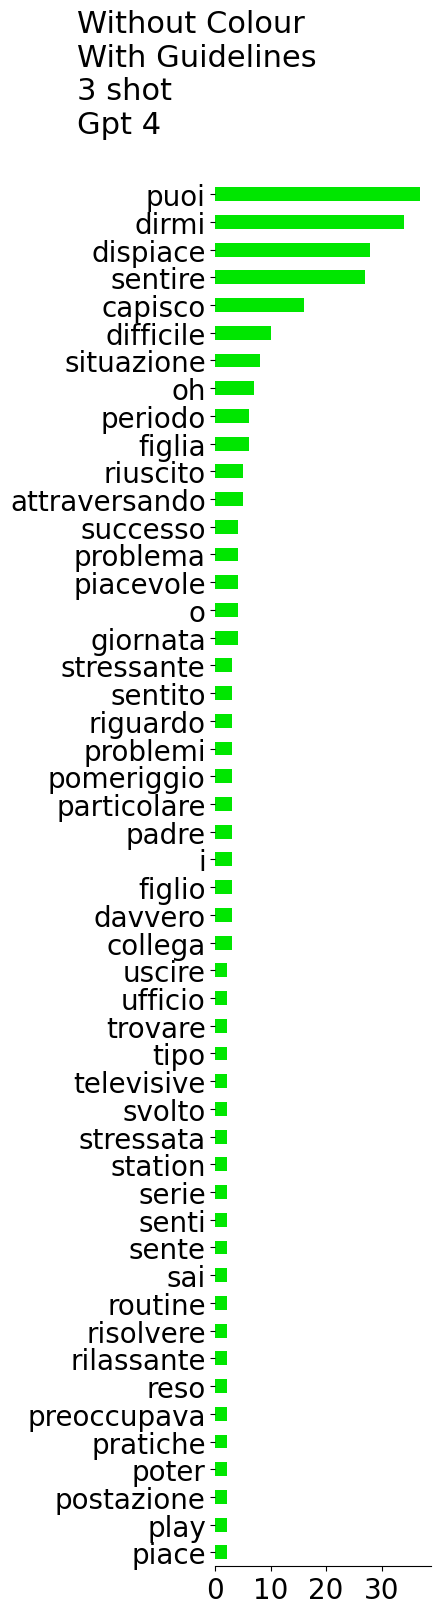 Without Colour
With Guidelines
3 shot
Gpt 4
puoi
dirmi
dispiace
sentire
capisco
difficile
situazione
oh
periodo
figlia
riuscito
attraversando
successo
problema
piacevole
o
giornata
stressante
sentito
riguardo
problemi
pomeriggio
particolare
padre
i
figlio
davvero
collega
uscire
ufficio
trovare
tipo
televisive
svolto
stressata
station
serie
senti
sente
sai
routine
risolvere
rilassante
reso
preoccupava
pratiche
poter
postazione
play
piace
0 10 20 30